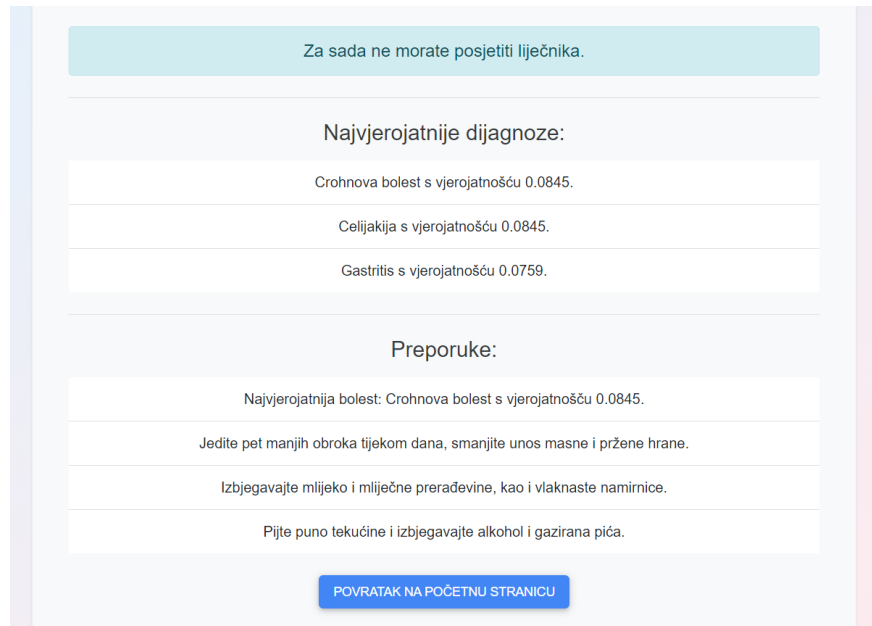 Za sada ne morate posjetiti liječnika.
Najvjerojatnije dijagnoze:
Crohnova bolest s vjerojatnošću 0.0845.
Celijakija s vjerojatnošću 0.0845.
Gastritis s vjerojatnošću 0.0759.
Preporuke:
Najvjerojatnija bolest: Crohnova bolest s vjerojatnošču 0.0845.
Jedite pet manjih obroka tijekom dana, smanjite unos masne i pržene hrane.
Izbjegavajte mlijeko i mliječne prerađevine, kao i vlaknaste namirnice.
Pijte puno tekućine i izbjegavajte alkohol i gazirana pića.
POVRATAK NA POČETNU STRANICU